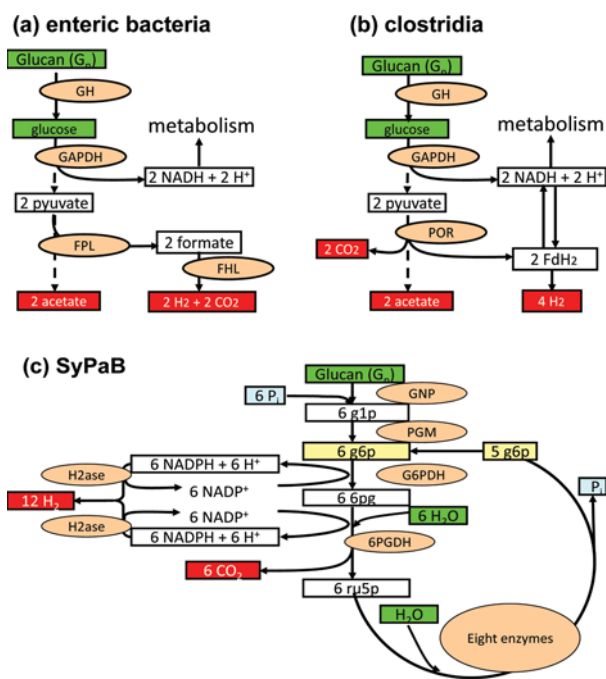 (a) enteric bacteria
Glucan (Gₙ)
GH
glucose
metabolism
GAPDH
2 NADH + 2 H⁺
2 pyuvate
FPL
2 formate
FHL
2 acetate
2 H₂ + 2 CO₂
(b) clostridia
Glucan (Gₙ)
GH
glucose
metabolism
GAPDH
2 NADH + 2 H⁺
2 pyuvate
POR
2 CO₂
2 FdH₂
2 acetate
4 H₂
(c) SyPaB
Glucan (Gₙ)
6 Pᵢ
GNP
6 g1p
PGM
6 g6p
5 g6p
6 NADPH + 6 H⁺
H2ase
G6PDH
Pᵢ
6 NADP⁺
12 H₂
6 6pg
6 NADP⁺
6 H₂O
H2ase
6 NADPH + 6 H⁺
6PGDH
6 CO₂
6 ru5p
H₂O
Eight enzymes